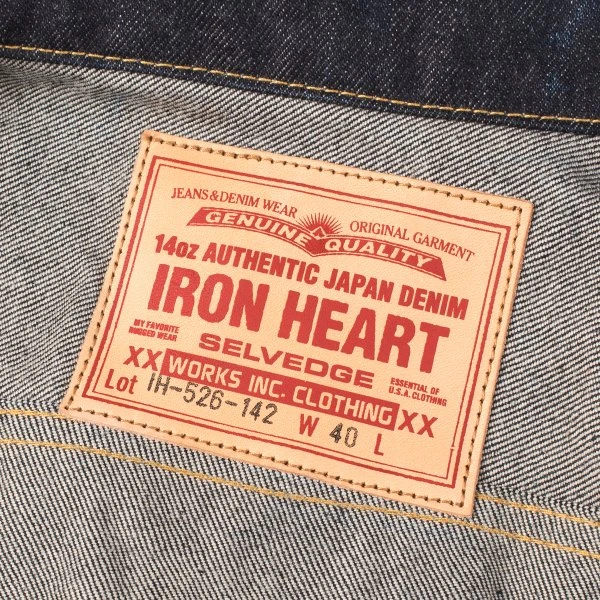 JEANS&DENIM WEAR ORIGINAL GARMENT
GENUINE QUALITY
14oz AUTHENTIC JAPAN DENIM
IRON HEART
MY FAVORITE
RUGGED WEAR
SELVEDGE
ESSENTIAL OF
U.S.A. CLOTHING
XX WORKS INC. CLOTHING XX
Lot IH-526-142 W 40 L